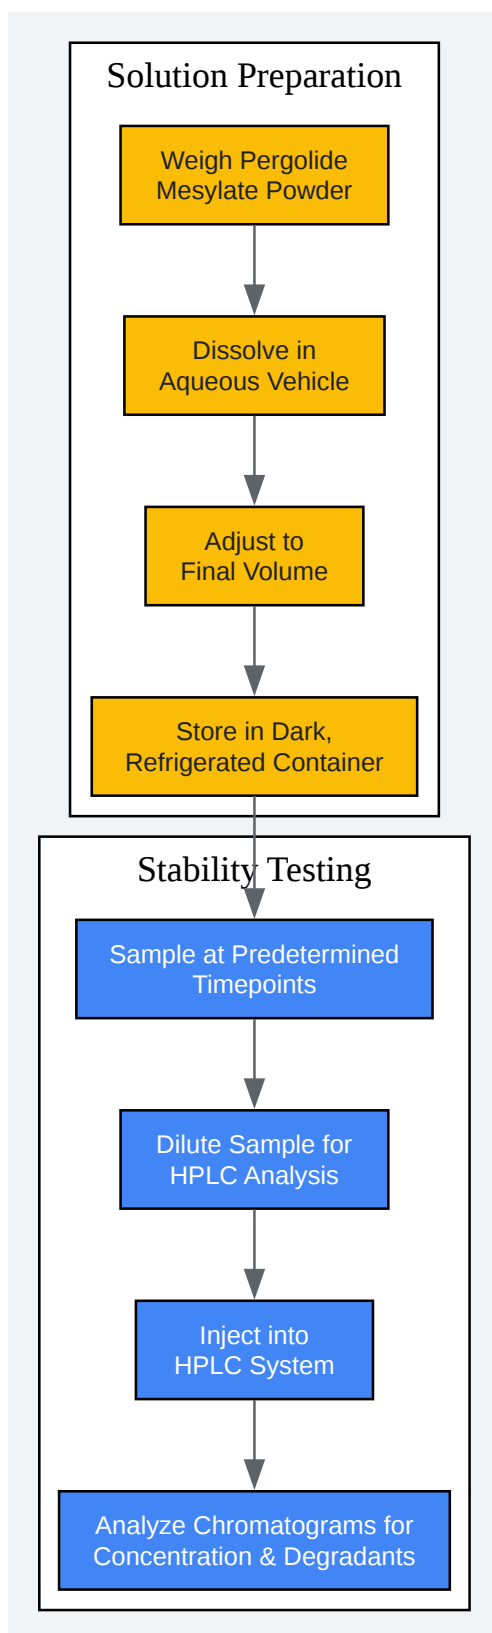 Solution Preparation
Weigh Pergolide
Mesylate Powder
Dissolve in
Aqueous Vehicle
Adjust to
Final Volume
Store in Dark,
Refrigerated Container
Stability Testing
Sample at Predetermined
Timepoints
Dilute Sample for
HPLC Analysis
Inject into
HPLC System
Analyze Chromatograms for
Concentration & Degradants